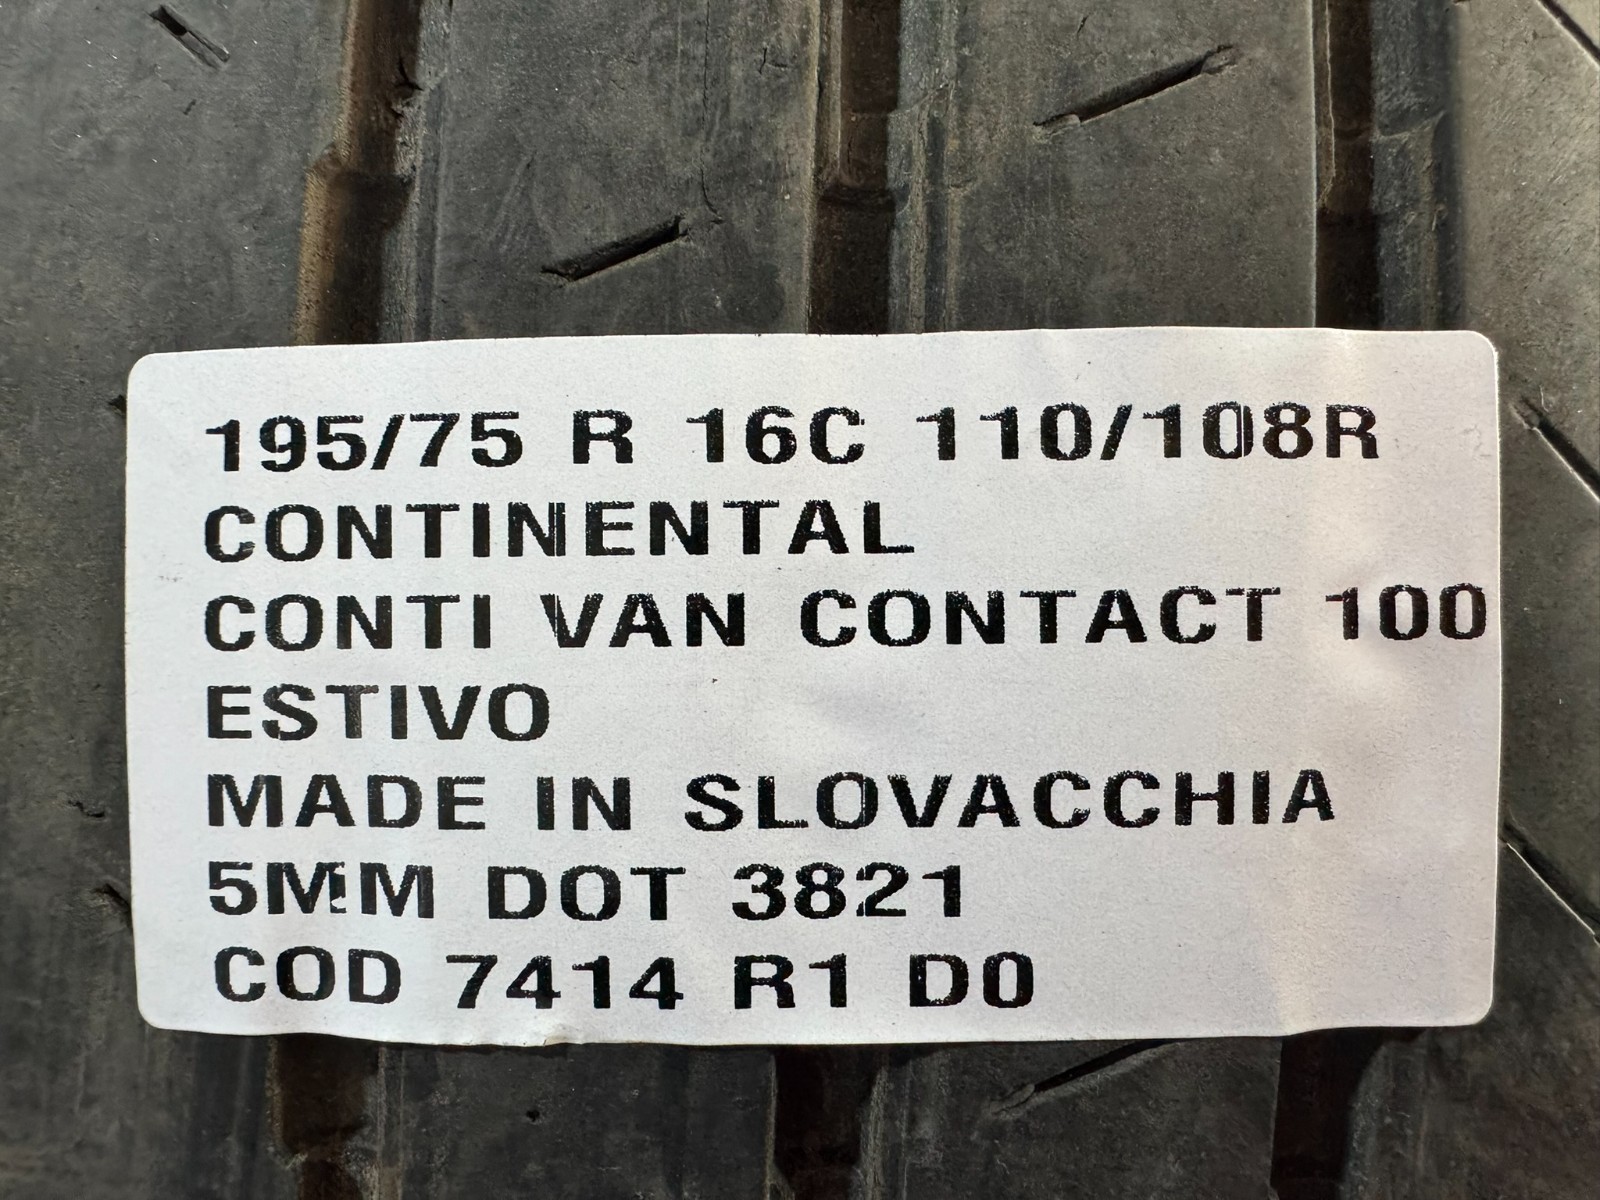 195/75 R 16C 110/108R
CONTINENTAL
CONTI VAN CONTACT 100
ESTIVO
MADE IN SLOVACCHIA
5MM DOT 3821
COD 7414 R1 D0